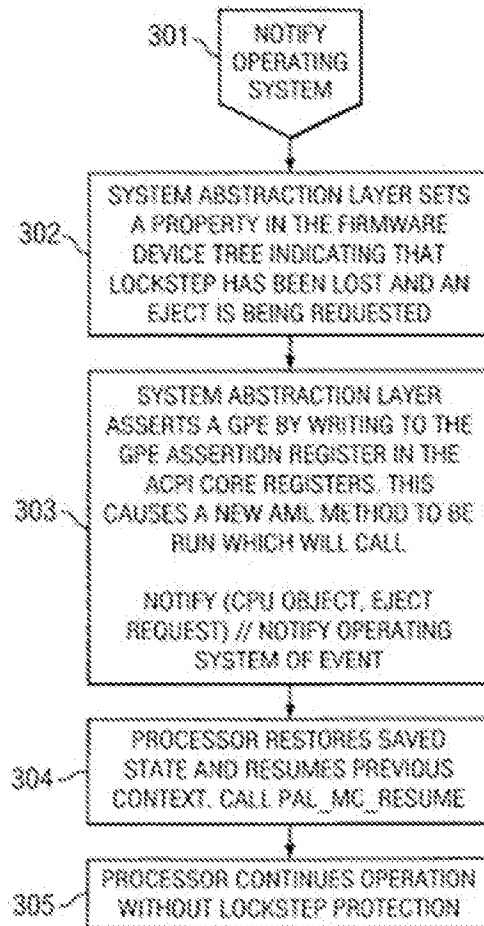 301
NOTIFY
OPERATING
SYSTEM
302
SYSTEM ABSTRACTION LAYER SETS
A PROPERTY IN THE FIRMWARE
DEVICE TREE INDICATING THAT
LOCKSTEP HAS BEEN LOST AND AN
EJECT IS BEING REQUESTED
303
SYSTEM ABSTRACTION LAYER
ASSERTS A GPE BY WRITING TO THE
GPE ASSERTION REGISTER IN THE
ACPI CORE REGISTERS. THIS
CAUSES A NEW AML METHOD TO BE
RUN WHICH WILL CALL
NOTIFY (CPU OBJECT, EJECT
REQUEST) // NOTIFY OPERATING
SYSTEM OF EVENT
304
PROCESSOR RESTORES SAVED
STATE AND RESUMES PREVIOUS
CONTEXT. CALL PAL_MC_RESUME
305
PROCESSOR CONTINUES OPERATION
WITHOUT LOCKSTEP PROTECTION